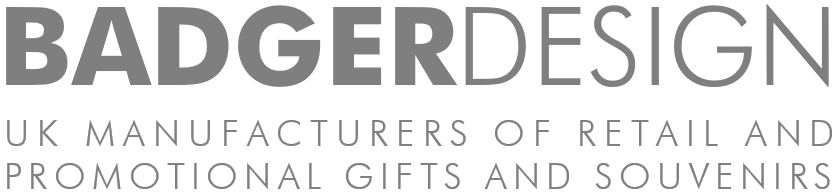 BADGERDESIGN
UK MANUFACTURERS OF RETAIL AND
PROMOTIONAL GIFTS AND SOUVENIRS